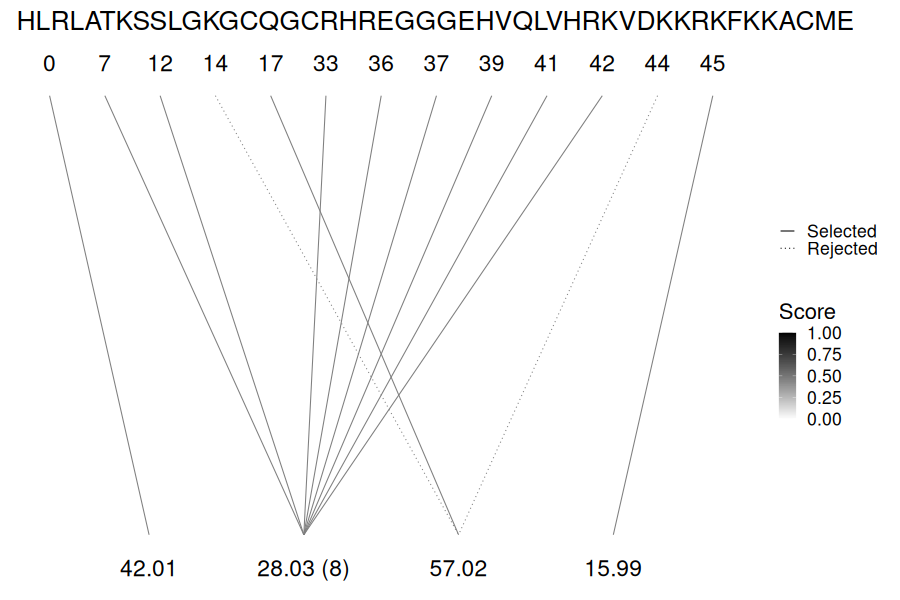 HLRLATKSSLGKGCQGCRHREGGGEHVQLVHRKVDKKRKFKKACME
0 7 12 14 17 33 36 37 39 41 42 44 45
Selected
Rejected
Score
1.00
0.75
0.50
0.25
0.00
42.01 28.03 (8) 57.02 15.99